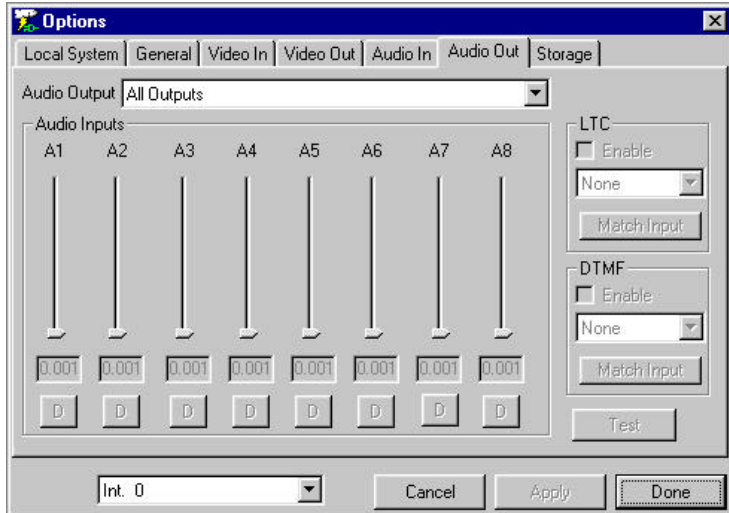 Options
Local System General Video In Video Out Audio In Audio Out Storage
Audio Output All Outputs
Audio Inputs
A1 A2 A3 A4 A5 A6 A7 A8
0.001 0.001 0.001 0.001 0.001 0.001 0.001 0.001
D D D D D D D D
LTC
Enable
None
Match Input
DTMF
Enable
None
Match Input
Test
Int. 0
Cancel Apply Done